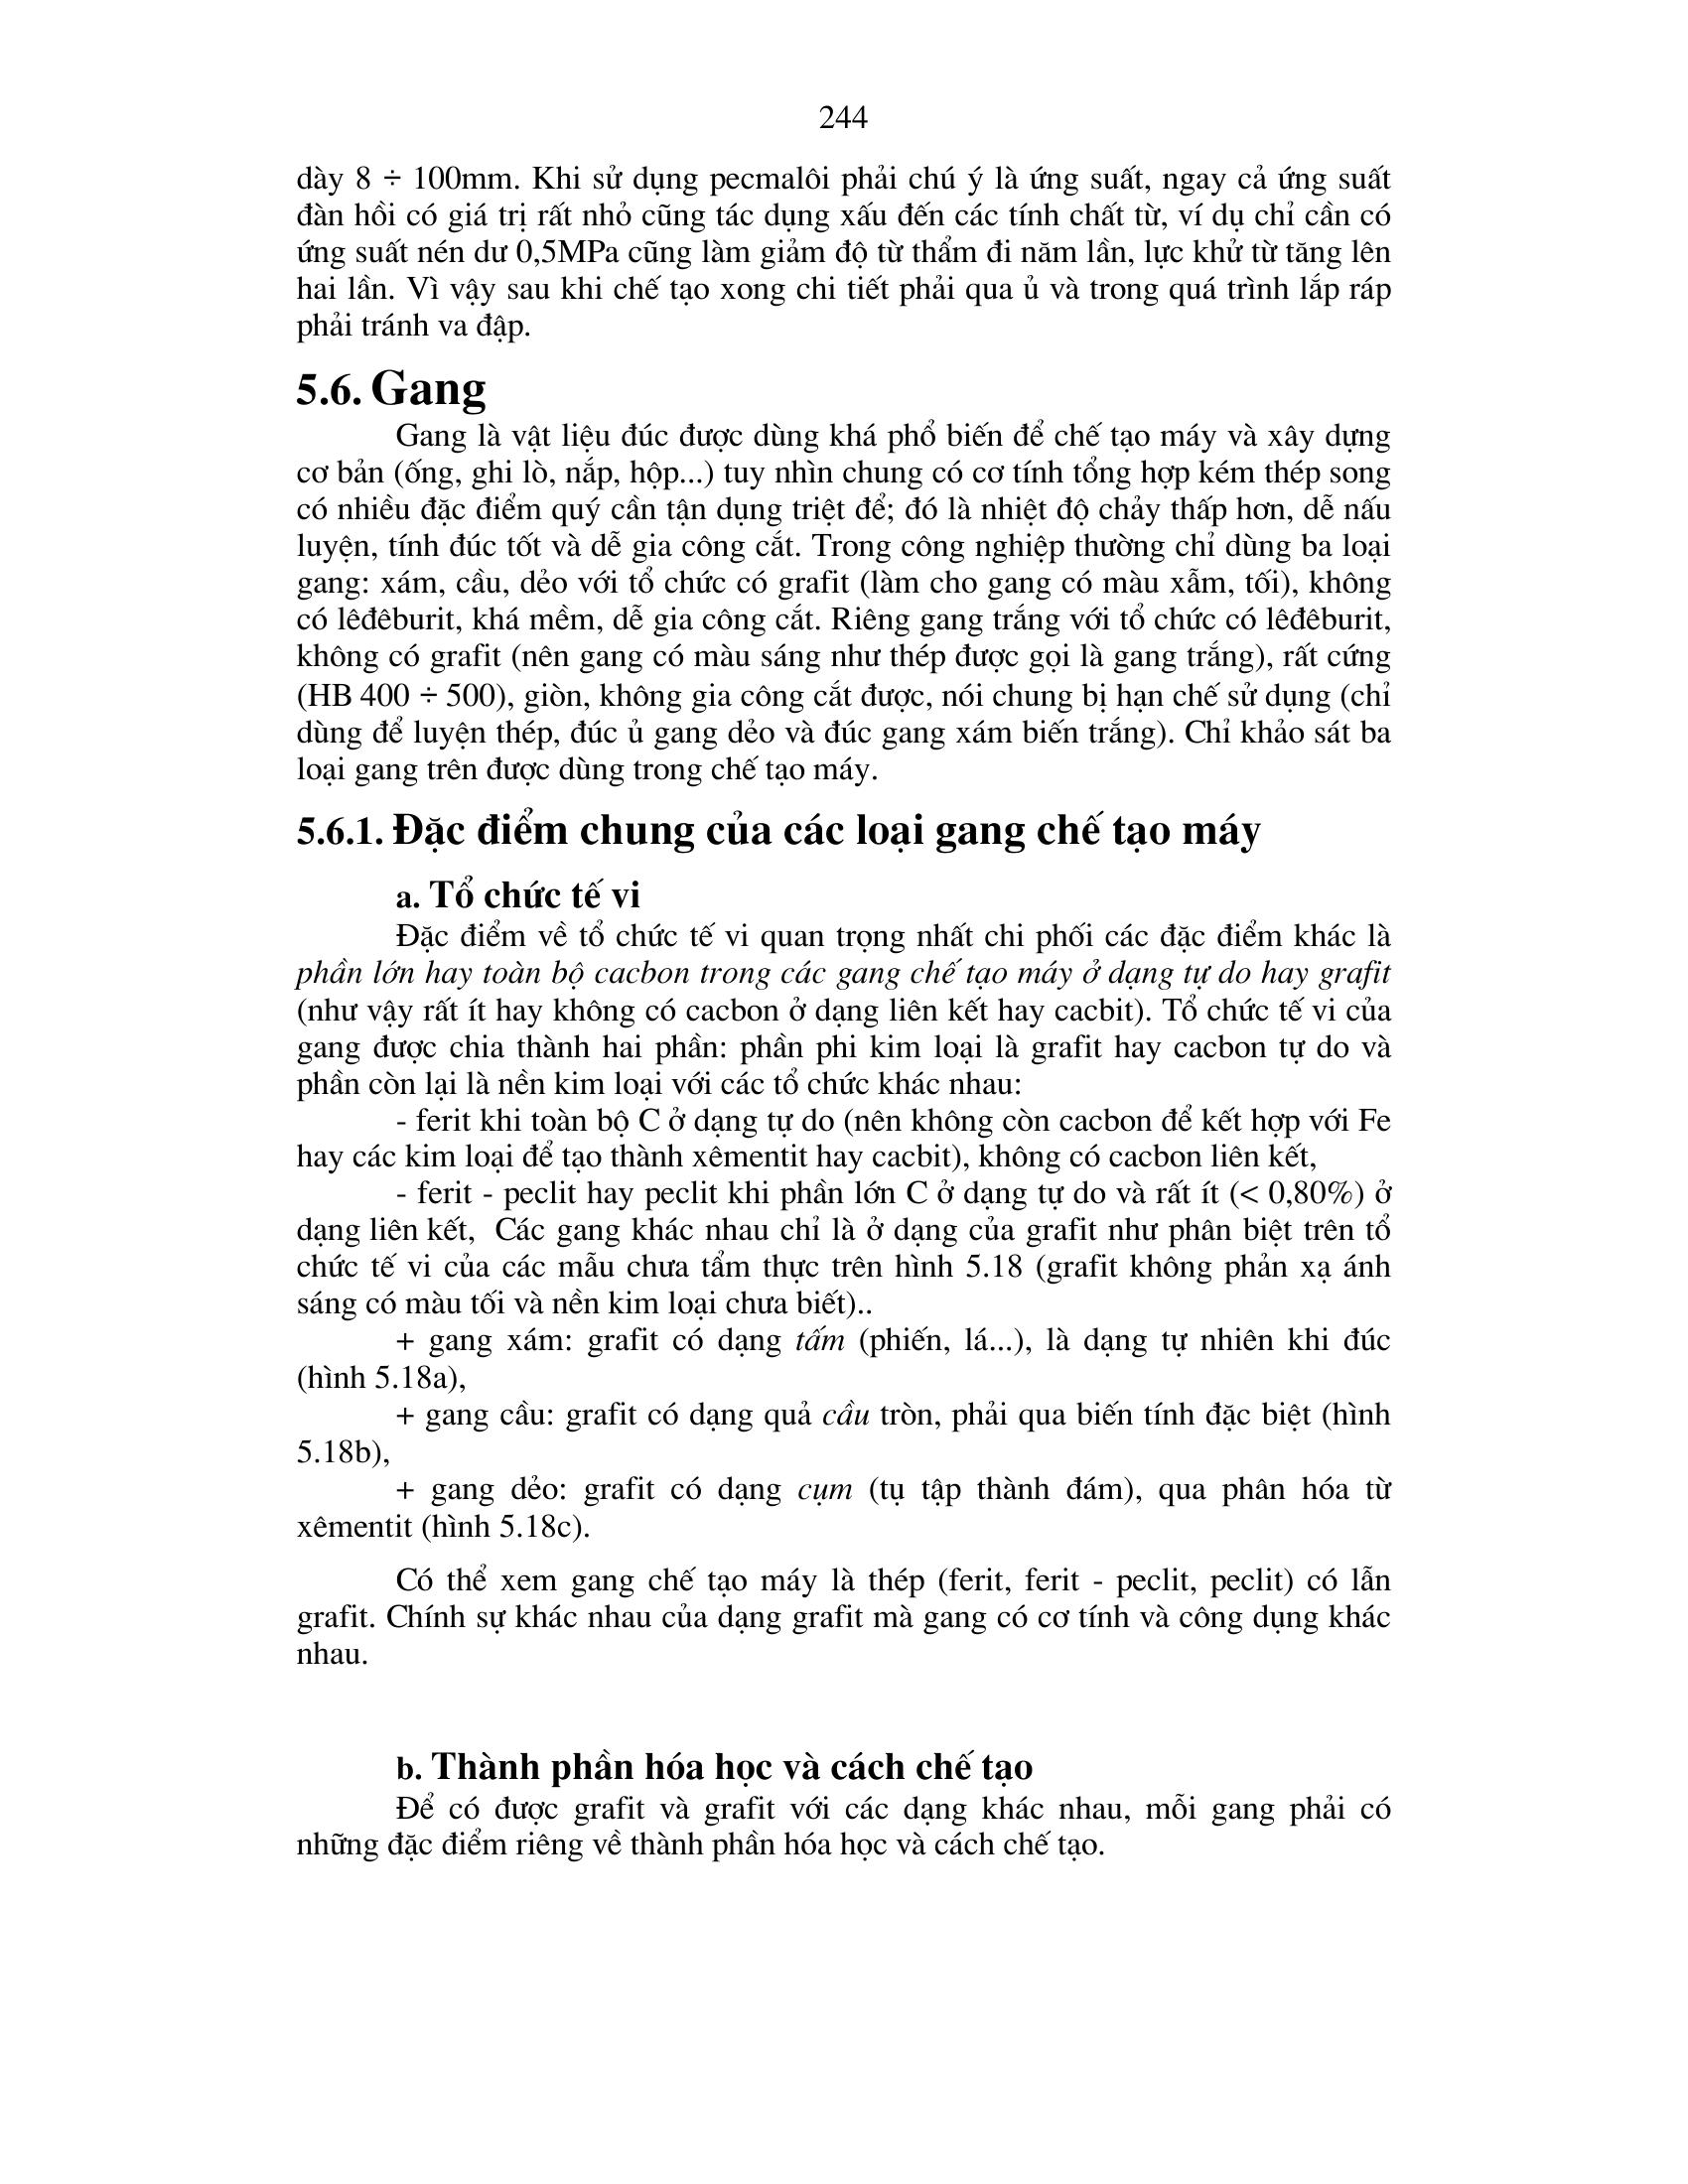 244
dày 8 ÷ 100mm. Khi sử dụng pecmalôi phải chú ý là ứng suất, ngay cả ứng suất
đàn hồi có giá trị rất nhỏ cũng tác dụng xấu đến các tính chất từ, ví dụ chỉ cần có
ứng suất nén dư 0,5MPa cũng làm giảm độ từ thẩm đi năm lần, lực khử từ tăng lên
hai lần. Vì vậy sau khi chế tạo xong chi tiết phải qua ủ và trong quá trình lắp ráp
phải tránh va đập.
5.6. Gang
Gang là vật liệu đúc được dùng khá phổ biến để chế tạo máy và xây dựng
cơ bản (ống, ghi lò, nắp, hộp...) tuy nhìn chung có cơ tính tổng hợp kém thép song
có nhiều đặc điểm quý cần tận dụng triệt để; đó là nhiệt độ chảy thấp hơn, dễ nấu
luyện, tính đúc tốt và dễ gia công cắt. Trong công nghiệp thường chỉ dùng ba loại
gang: xám, cầu, dẻo với tổ chức có grafit (làm cho gang có màu xẫm, tối), không
có lêđêburit, khá mềm, dễ gia công cắt. Riêng gang trắng với tổ chức có lêđêburit,
không có grafit (nên gang có màu sáng như thép được gọi là gang trắng), rất cứng
(HB 400 ÷ 500), giòn, không gia công cắt được, nói chung bị hạn chế sử dụng (chỉ
dùng để luyện thép, đúc ủ gang dẻo và đúc gang xám biến trắng). Chỉ khảo sát ba
loại gang trên được dùng trong chế tạo máy.
5.6.1. Đặc điểm chung của các loại gang chế tạo máy
a. Tổ chức tế vi
Đặc điểm về tổ chức tế vi quan trọng nhất chi phối các đặc điểm khác là
phần lớn hay toàn bộ cacbon trong các gang chế tạo máy ở dạng tự do hay grafit
(như vậy rất ít hay không có cacbon ở dạng liên kết hay cacbit). Tổ chức tế vi của
gang được chia thành hai phần: phần phi kim loại là grafit hay cacbon tự do và
phần còn lại là nền kim loại với các tổ chức khác nhau:
- ferit khi toàn bộ C ở dạng tự do (nên không còn cacbon để kết hợp với Fe
hay các kim loại để tạo thành xêmentit hay cacbit), không có cacbon liên kết,
- ferit - peclit hay peclit khi phần lớn C ở dạng tự do và rất ít (< 0,80%) ở
dạng liên kết,  Các gang khác nhau chỉ là ở dạng của grafit như phân biệt trên tổ
chức tế vi của các mẫu chưa tẩm thực trên hình 5.18 (grafit không phản xạ ánh
sáng có màu tối và nền kim loại chưa biết)..
+ gang xám: grafit có dạng tấm (phiến, lá...), là dạng tự nhiên khi đúc
(hình 5.18a),
+ gang cầu: grafit có dạng quả cầu tròn, phải qua biến tính đặc biệt (hình
5.18b),
+ gang dẻo: grafit có dạng cụm (tụ tập thành đám), qua phân hóa từ
xêmentit (hình 5.18c).
Có thể xem gang chế tạo máy là thép (ferit, ferit - peclit, peclit) có lẫn
grafit. Chính sự khác nhau của dạng grafit mà gang có cơ tính và công dụng khác
nhau.
b. Thành phần hóa học và cách chế tạo
Để có được grafit và grafit với các dạng khác nhau, mỗi gang phải có
những đặc điểm riêng về thành phần hóa học và cách chế tạo.